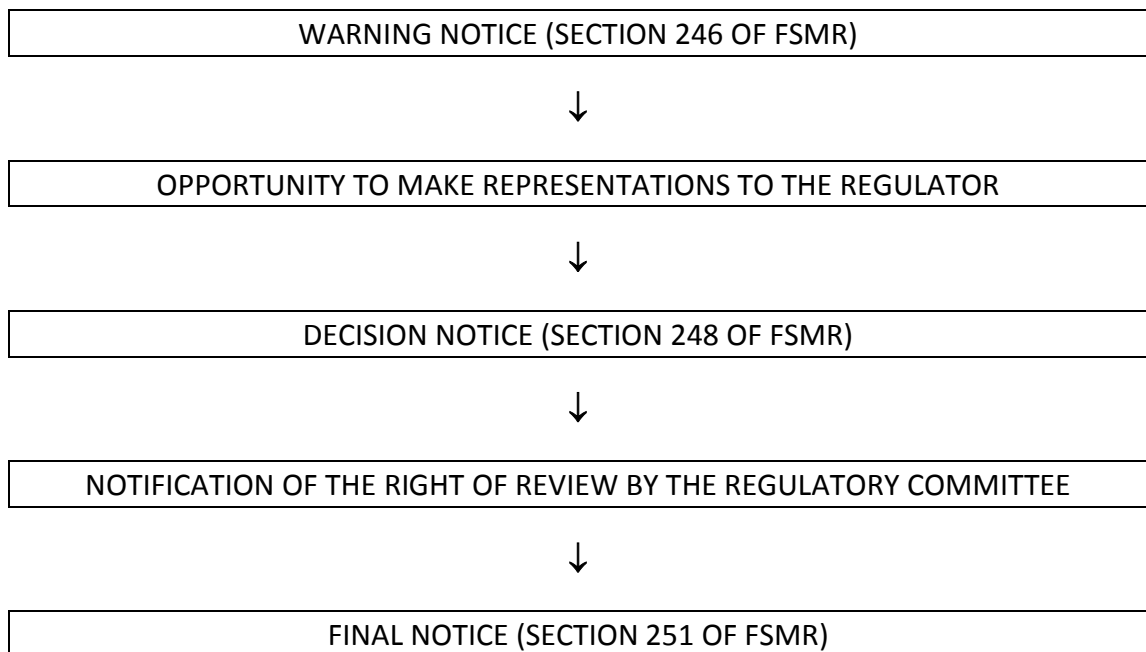 WARNING NOTICE (SECTION 246 OF FSMR)
↓
OPPORTUNITY TO MAKE REPRESENTATIONS TO THE REGULATOR
↓
DECISION NOTICE (SECTION 248 OF FSMR)
↓
NOTIFICATION OF THE RIGHT OF REVIEW BY THE REGULATORY COMMITTEE
↓
FINAL NOTICE (SECTION 251 OF FSMR)